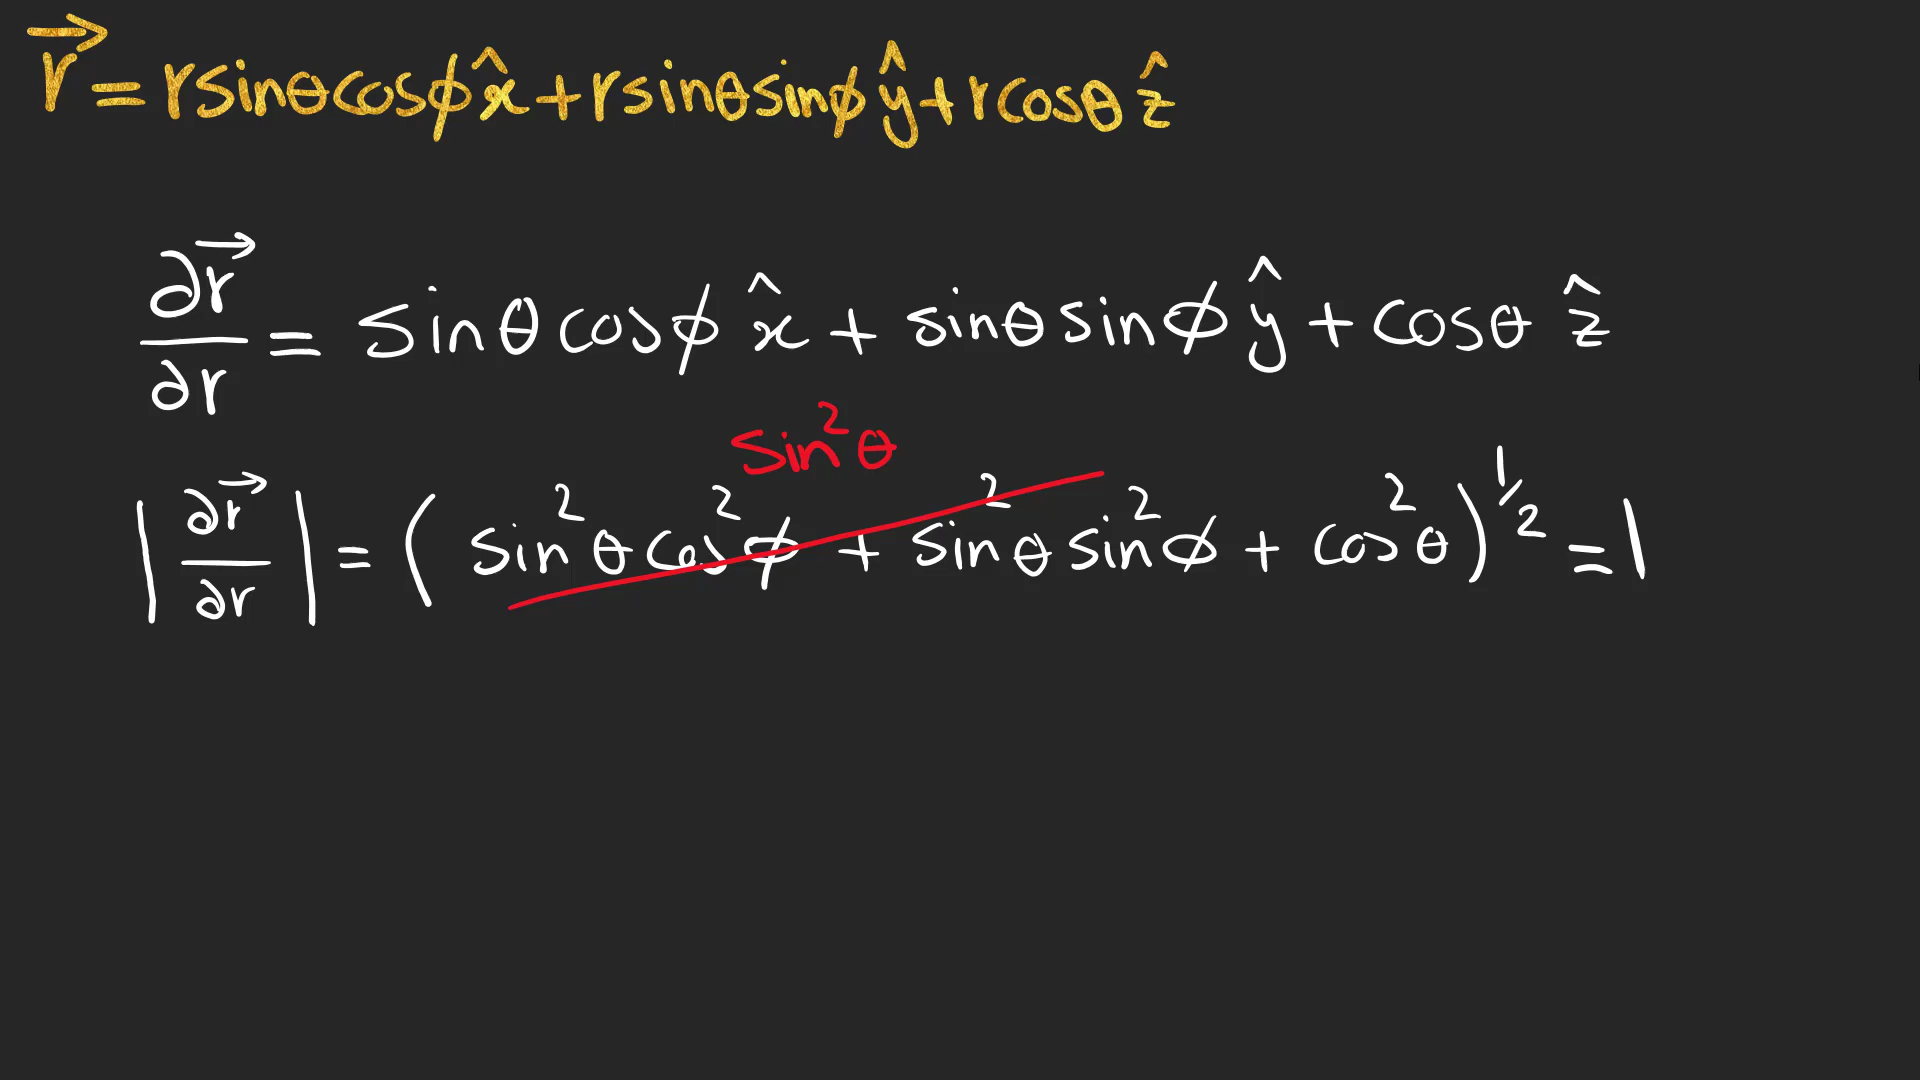 r⃗ = r sinθ cosϕ x̂ + r sinθ sinϕ ŷ + r cosθ ẑ
∂r⃗/∂r = sinθ cosϕ x̂ + sinθ sinϕ ŷ + cosθ ẑ
sin²θ
|∂r⃗/∂r| = (sin²θ cos²ϕ + sin²θ sin²ϕ + cos²θ)^1/2 = 1